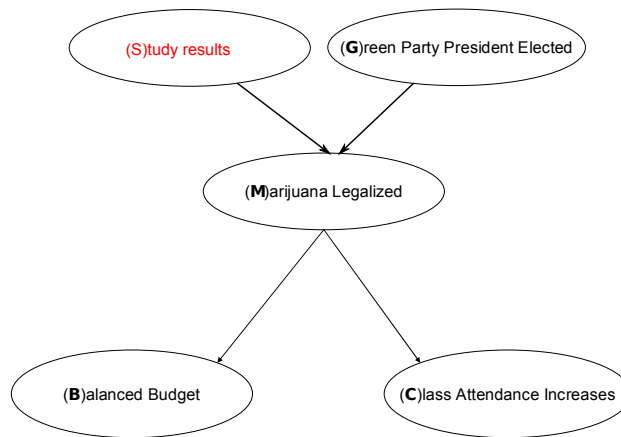 (S)tudy results
(G)reen Party President Elected
(M)arijuana Legalized
(B)alanced Budget
(C)lass Attendance Increases